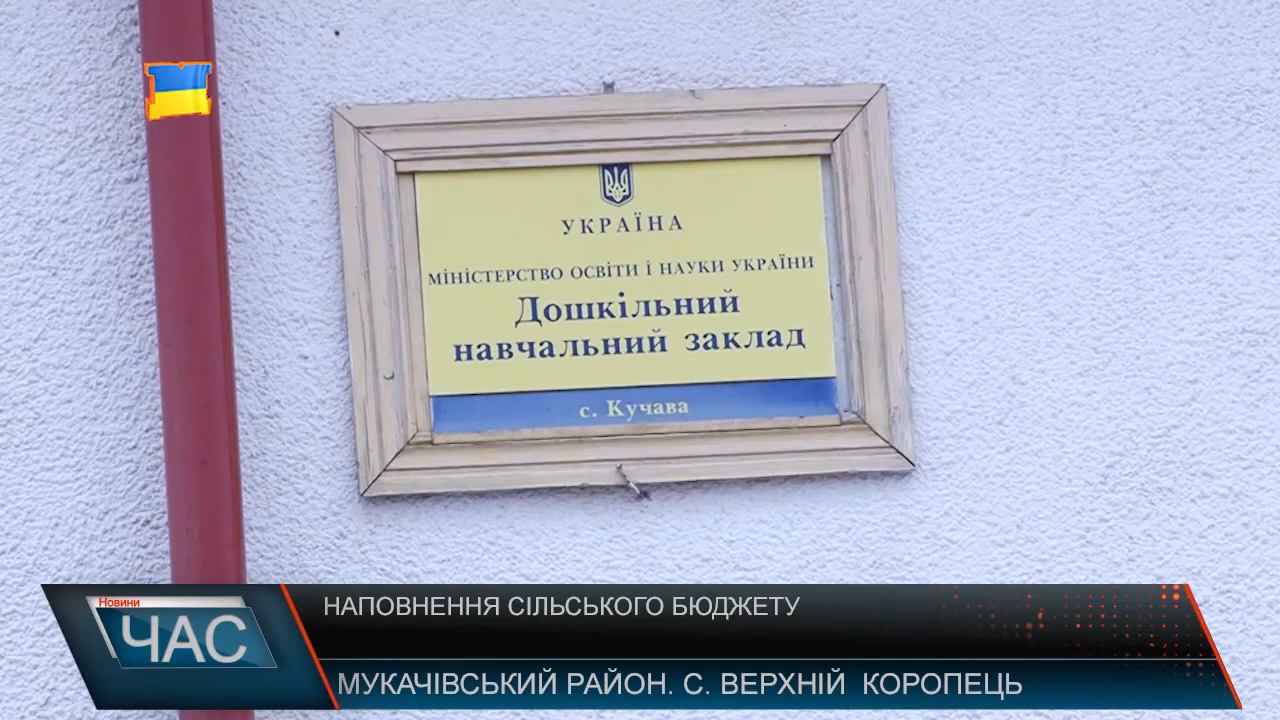 УКРАЇНА
МІНІСТЕРСТВО ОСВІТИ І НАУКИ УКРАЇНИ
Дошкільний
навчальний заклад
с. Кучава
Новини
ЧАС
НАПОВНЕННЯ СІЛЬСЬКОГО БЮДЖЕТУ
МУКАЧІВСЬКИЙ РАЙОН. С. ВЕРХНІЙ КОРОПЕЦЬ